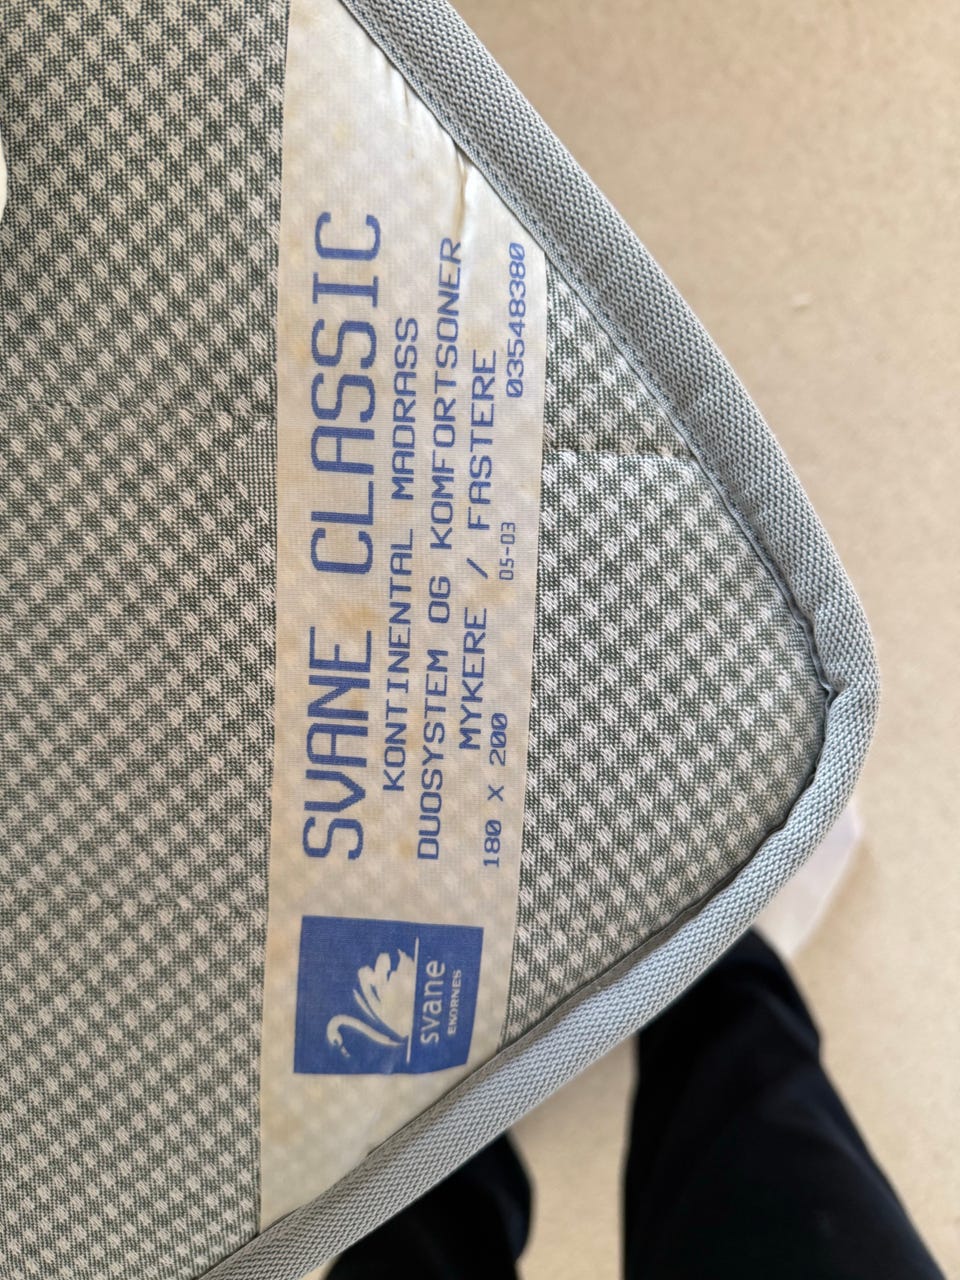 SVANE CLASSIC
KONTINENTAL MADRASS
DUOSYSTEM OG KOMFORTSONER
MYKERE / FASTERE
180 X 200 05-03 03548380
svane
EKORNES